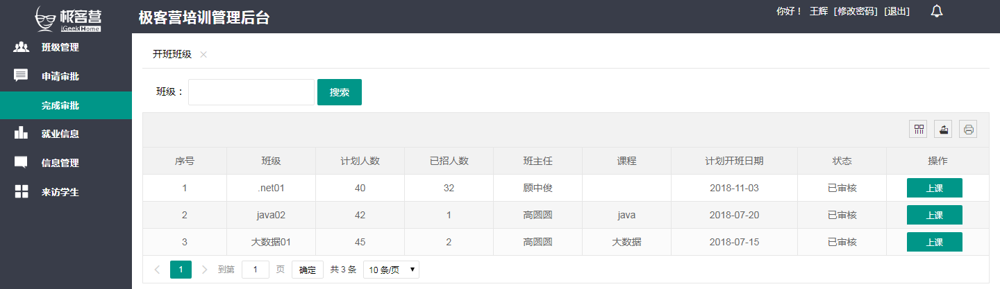 极客营 iGeekHome
极客营培训管理后台
你好！ 王辉 [修改密码] [退出]
班级管理
申请审批
完成审批
就业信息
信息管理
来访学生
开班班级
班级： 搜索
序号 班级 计划人数 已招人数 班主任 课程 计划开班日期 状态 操作
1 .net01 40 32 顾中俊 2018-11-03 已审核 上课
2 java02 42 1 高圆圆 java 2018-07-20 已审核 上课
3 大数据01 45 2 高圆圆 大数据 2018-07-15 已审核 上课
1 到第 1 页 确定 共 3 条 10 条/页